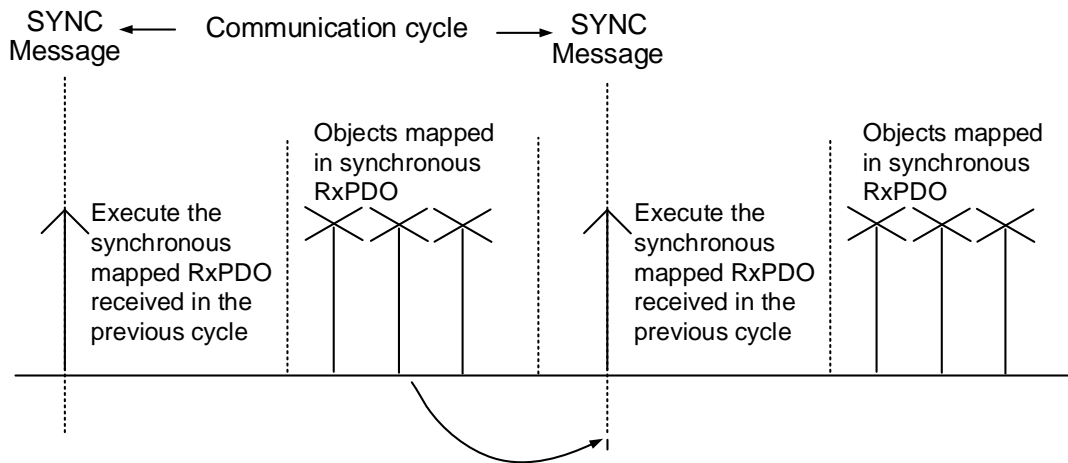 SYNC
Message
Communication cycle
SYNC
Message
Objects mapped
in synchronous
RxPDO
Objects mapped
in synchronous
RxPDO
Execute the
synchronous
mapped RxPDO
received in the
previous cycle
Execute the
synchronous
mapped RxPDO
received in the
previous cycle